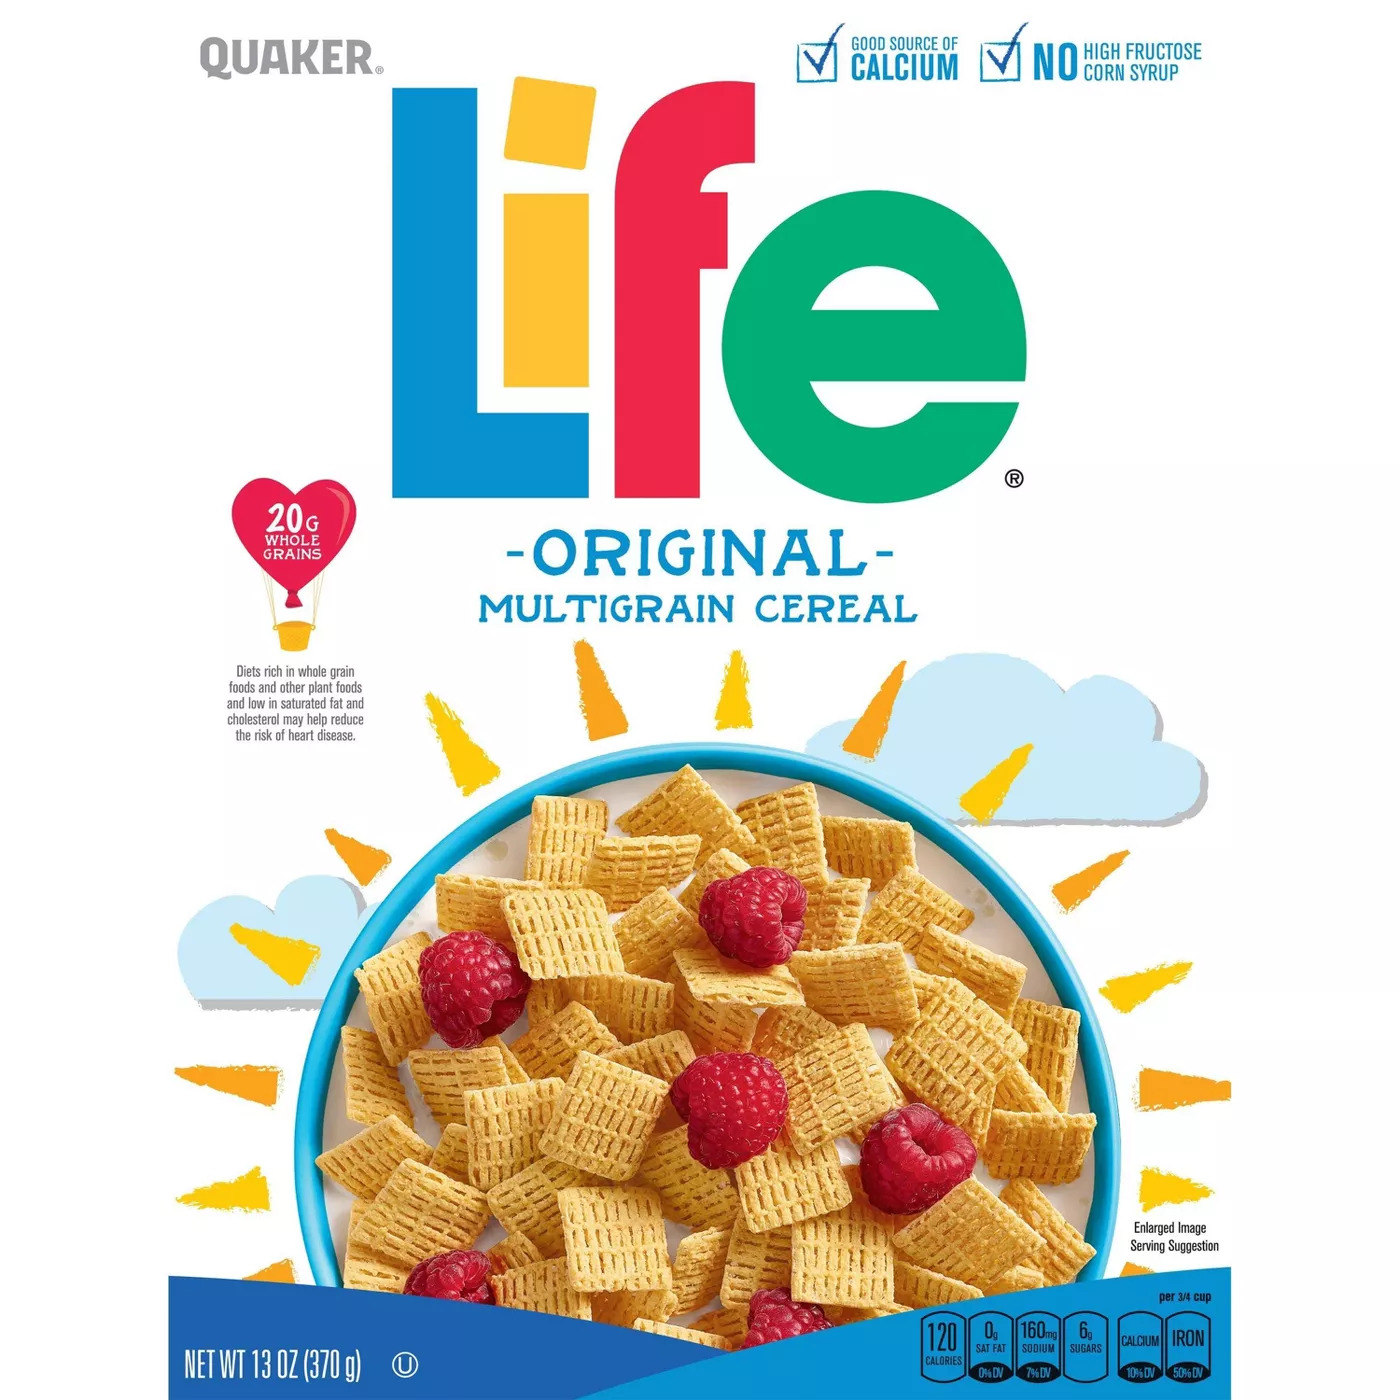 QUAKER®
GOOD SOURCE OF
CALCIUM
NO HIGH FRUCTOSE
CORN SYRUP
Life®
20G
WHOLE
GRAINS
-ORIGINAL-
MULTIGRAIN CEREAL
Diets rich in whole grain
foods and other plant foods
and low in saturated fat and
cholesterol may help reduce
the risk of heart disease.
Enlarged Image
Serving Suggestion
per 3/4 cup
120
CALORIES
0g
SAT FAT
0% DV
160mg
SODIUM
7% DV
6g
SUGARS
CALCIUM
10% DV
IRON
50% DV
NET WT 13 OZ (370 g) U